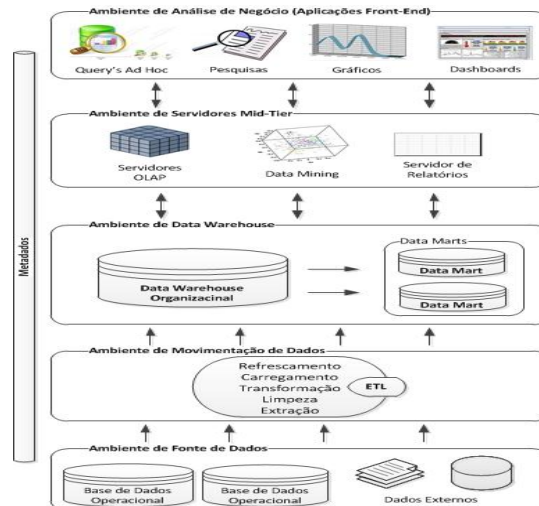 Ambiente de Análise de Negócio (Aplicações Front-End)
Query's Ad Hoc
Pesquisas
Gráficos
Dashboards
Ambiente de Servidores Mid-Tier
Servidores
OLAP
Data Mining
Servidor de
Relatórios
Metadados
Ambiente de Data Warehouse
Data Warehouse
Organizacinal
Data Marts
Data Mart
Data Mart
Ambiente de Movimentação de Dados
Refrescamento
Carregamento
Transformação
Limpeza
Extração
ETL
Ambiente de Fonte de Dados
Base de Dados
Operacional
Base de Dados
Operacional
Dados Externos